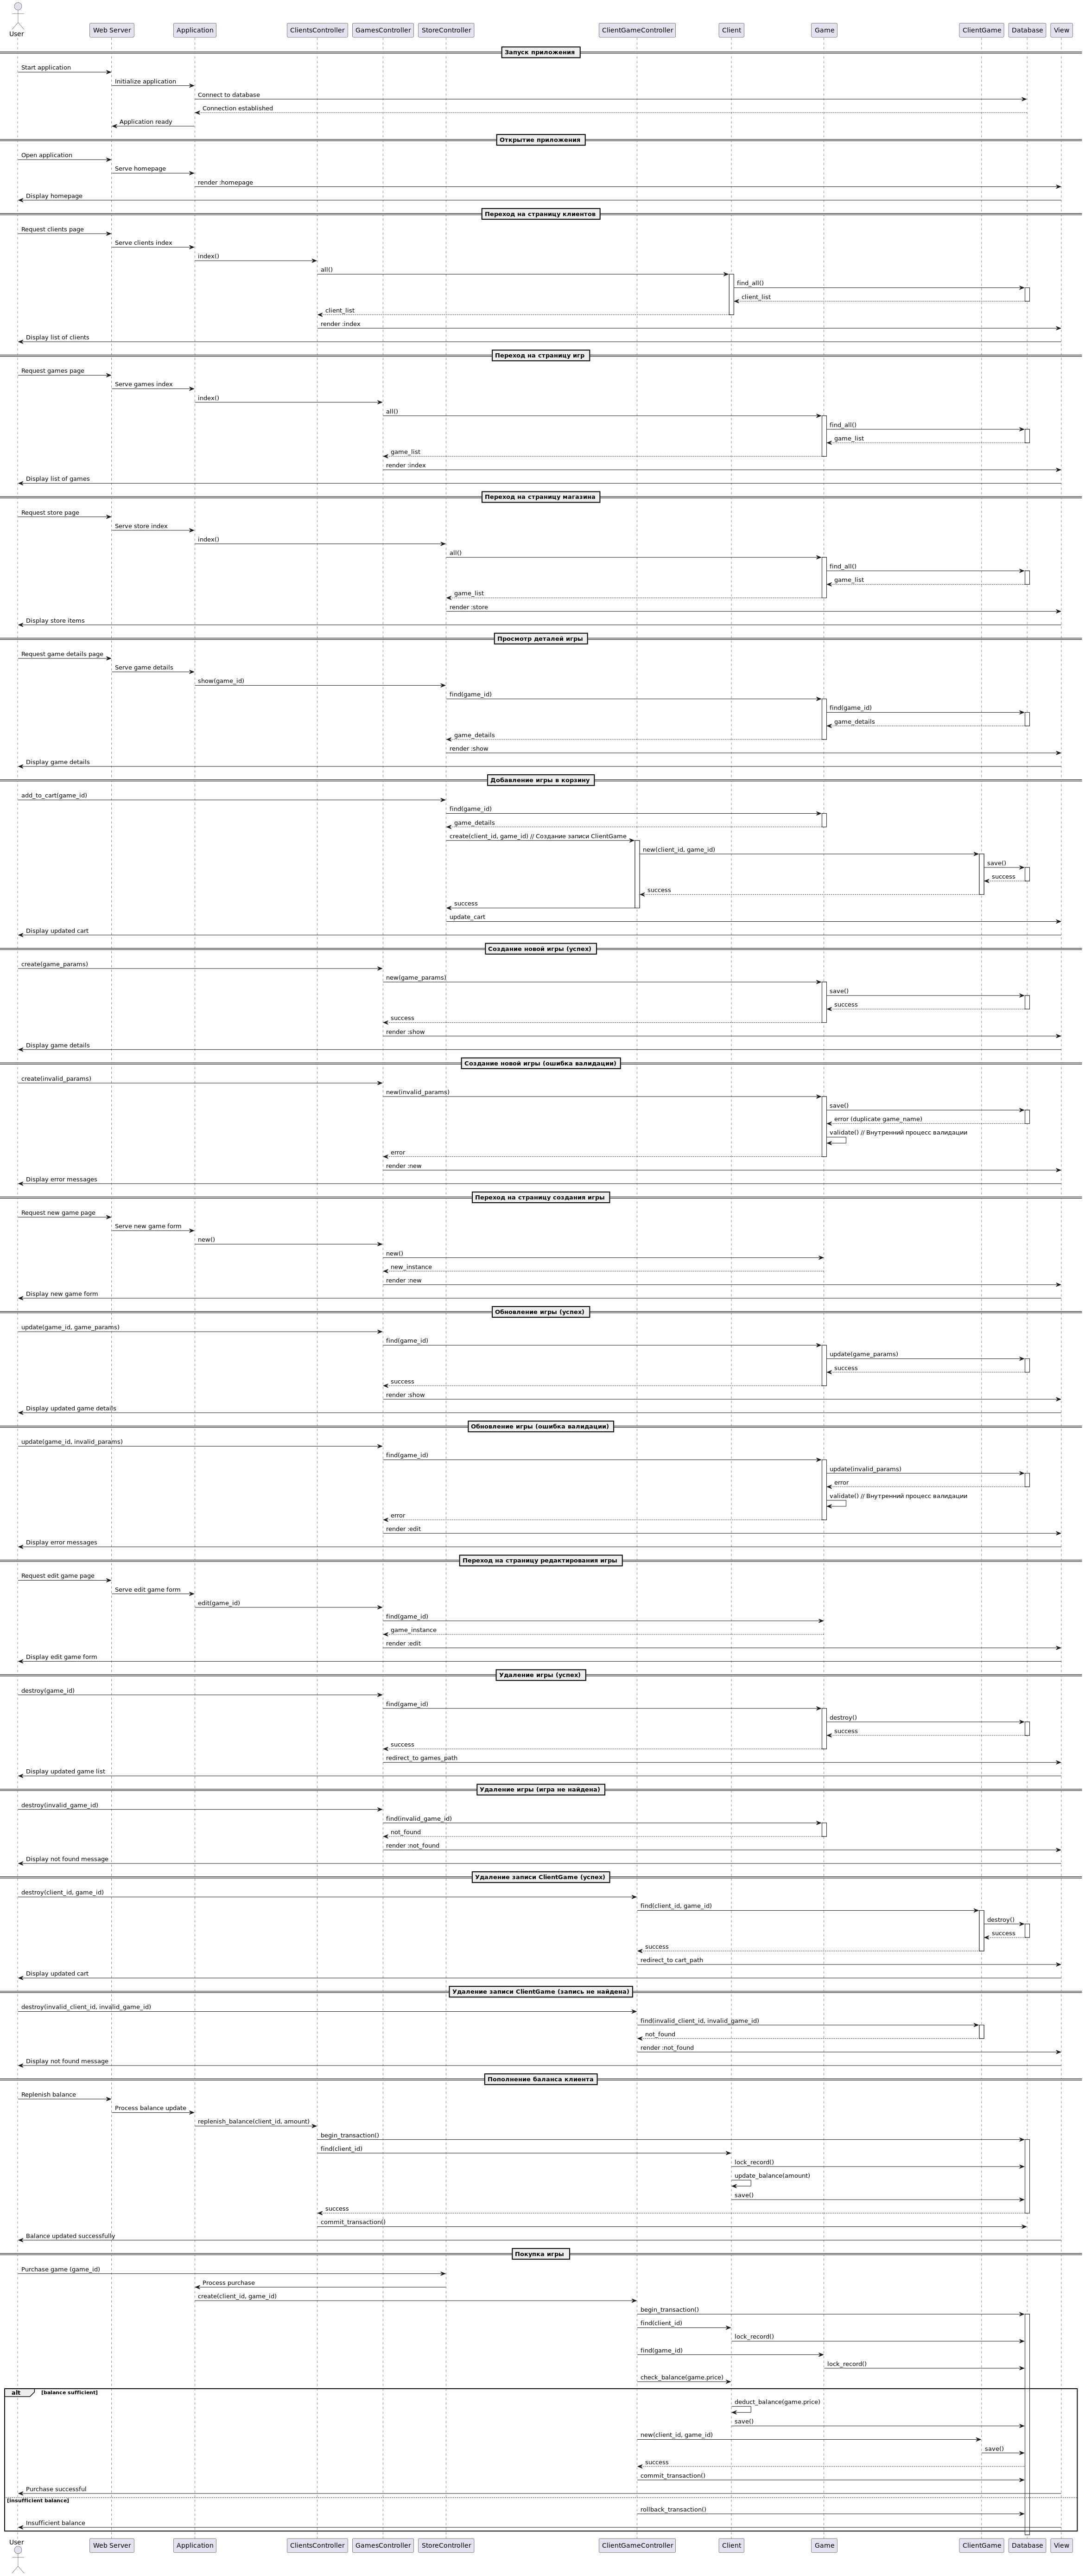 User
Web Server
Application
ClientsController
GamesController
StoreController
ClientGameController
Client
Game
ClientGame
Database
View
Запуск приложения
Start application
Initialize application
Connect to database
Connection established
Application ready
Открытие приложения
Open application
Serve homepage
render :homepage
Display homepage
Переход на страницу клиентов
Request clients page
Serve clients index
index()
all()
find_all()
client_list
client_list
render :index
Display list of clients
Переход на страницу игр
Request games page
Serve games index
index()
all()
find_all()
game_list
game_list
render :index
Display list of games
Переход на страницу магазина
Request store page
Serve store index
index()
all()
find_all()
game_list
game_list
render :store
Display store items
Просмотр деталей игры
Request game details page
Serve game details
show(game_id)
find(game_id)
find(game_id)
game_details
game_details
render :show
Display game details
Добавление игры в корзину
add_to_cart(game_id)
find(game_id)
game_details
create(client_id, game_id) // Создание записи ClientGame
new(client_id, game_id)
save()
success
success
success
update_cart
Display updated cart
Создание новой игры (успех)
create(game_params)
new(game_params)
save()
success
success
render :show
Display game details
Создание новой игры (ошибка валидации)
create(invalid_params)
new(invalid_params)
save()
error (duplicate game_name)
validate() // Внутренний процесс валидации
error
render :new
Display error messages
Переход на страницу создания игры
Request new game page
Serve new game form
new()
new()
new_instance
render :new
Display new game form
Обновление игры (успех)
update(game_id, game_params)
find(game_id)
update(game_params)
success
success
render :show
Display updated game details
Обновление игры (ошибка валидации)
update(game_id, invalid_params)
find(game_id)
update(invalid_params)
error
validate() // Внутренний процесс валидации
error
render :edit
Display error messages
Переход на страницу редактирования игры
Request edit game page
Serve edit game form
edit(game_id)
find(game_id)
game_instance
render :edit
Display edit game form
Удаление игры (успех)
destroy(game_id)
find(game_id)
destroy()
success
success
redirect_to games_path
Display updated game list
Удаление игры (игра не найдена)
destroy(invalid_game_id)
find(invalid_game_id)
not_found
render :not_found
Display not found message
Удаление записи ClientGame (успех)
destroy(client_id, game_id)
find(client_id, game_id)
destroy()
success
success
redirect_to cart_path
Display updated cart
Удаление записи ClientGame (запись не найдена)
destroy(invalid_client_id, invalid_game_id)
find(invalid_client_id, invalid_game_id)
not_found
render :not_found
Display not found message
Пополнение баланса клиента
Replenish balance
Process balance update
replenish_balance(client_id, amount)
begin_transaction()
find(client_id)
lock_record()
update_balance(amount)
save()
success
commit_transaction()
Balance updated successfully
Покупка игры
Purchase game (game_id)
Process purchase
create(client_id, game_id)
begin_transaction()
find(client_id)
lock_record()
find(game_id)
lock_record()
check_balance(game.price)
alt [balance sufficient]
deduct_balance(game.price)
save()
new(client_id, game_id)
save()
success
commit_transaction()
Purchase successful
[insufficient balance]
rollback_transaction()
Insufficient balance
User
Web Server
Application
ClientsController
GamesController
StoreController
ClientGameController
Client
Game
ClientGame
Database
View